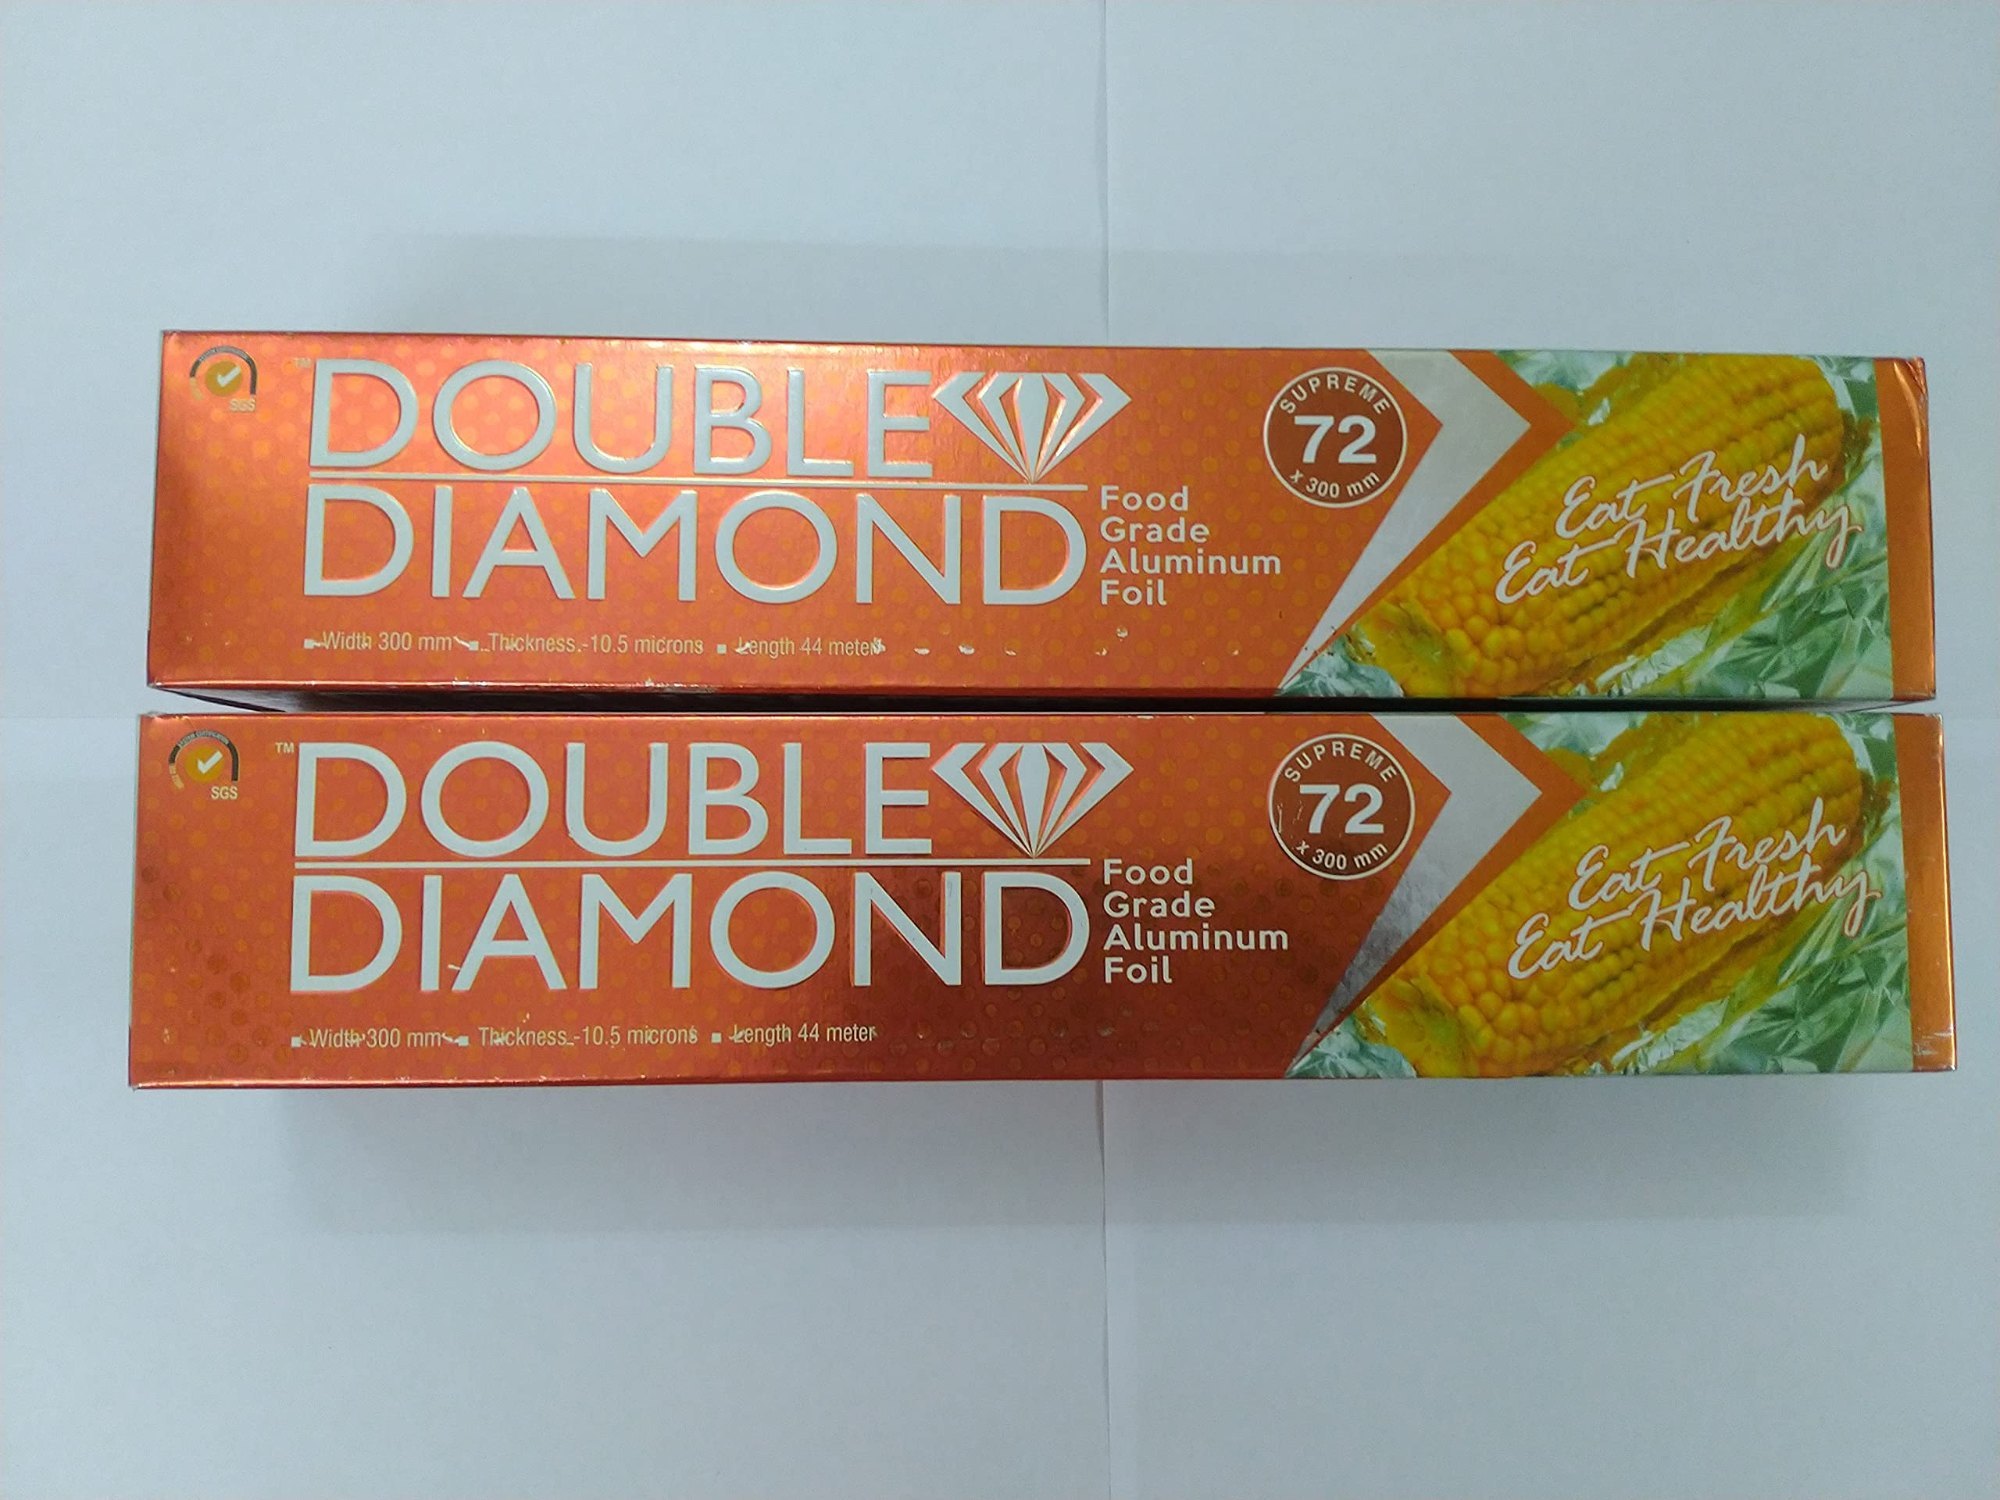 SGS
™
DOUBLE
DIAMOND
Food
Grade
Aluminum
Foil
SUPREME
72
x 300 mm
Eat Fresh
Eat Healthy
▪ Width 300 mm ▪ Thickness -10.5 microns ▪ Length 44 meter
SYSTEM CERTIFICATION
SGS
™
DOUBLE
DIAMOND
Food
Grade
Aluminum
Foil
SUPREME
72
x 300 mm
Eat Fresh
Eat Healthy
▪ Width 300 mm ▪ Thickness -10.5 microns ▪ Length 44 meter